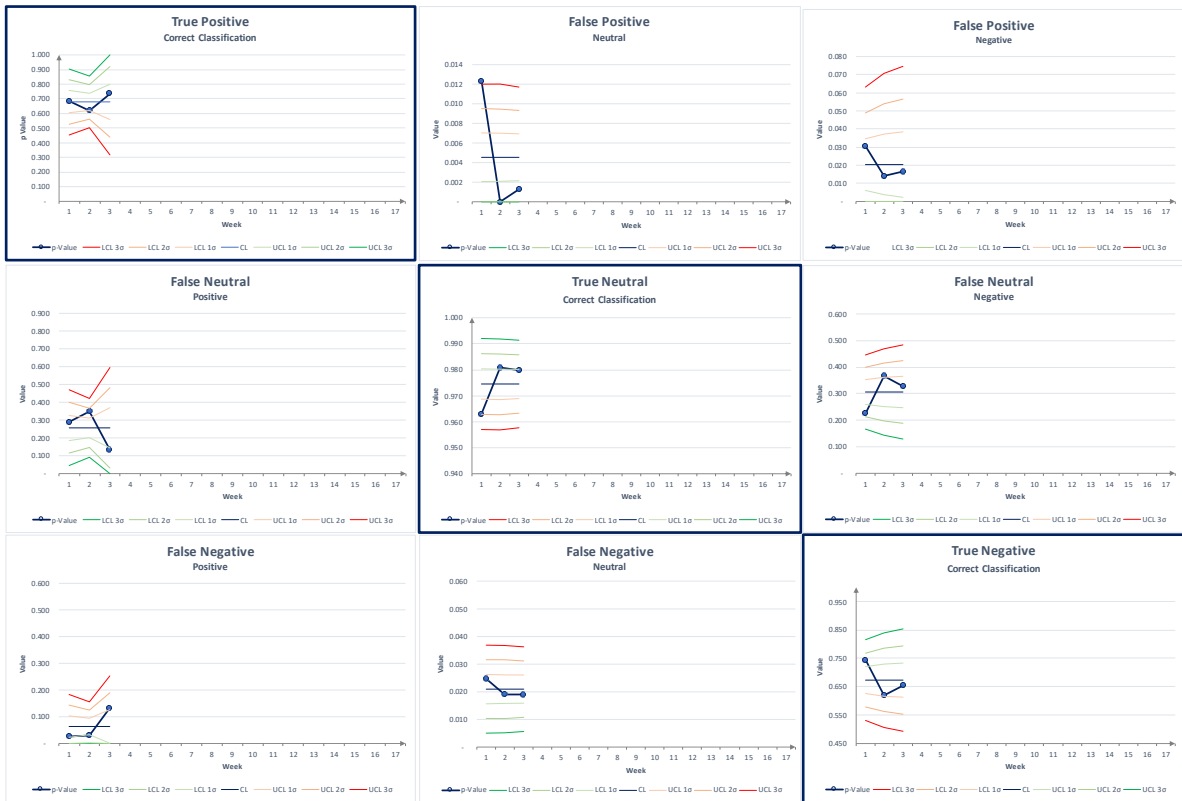 True Positive
Correct Classification
1.000
0.900
0.800
0.700
0.600
0.500
0.400
0.300
0.200
0.100
-
p Value
1 2 3 4 5 6 7 8 9 10 11 12 13 14 15 16 17
Week
p-Value LCL 3σ LCL 2σ LCL 1σ CL UCL 1σ UCL 2σ UCL 3σ
False Positive
Neutral
0.014
0.012
0.010
0.008
0.006
0.004
0.002
-
Value
1 2 3 4 5 6 7 8 9 10 11 12 13 14 15 16 17
Week
p-Value LCL 3σ LCL 2σ LCL 1σ CL UCL 1σ UCL 2σ UCL 3σ
False Positive
Negative
0.080
0.070
0.060
0.050
0.040
0.030
0.020
0.010
-
Value
1 2 3 4 5 6 7 8 9 10 11 12 13 14 15 16 17
Week
p-Value LCL 3σ LCL 2σ LCL 1σ CL UCL 1σ UCL 2σ UCL 3σ
False Neutral
Positive
0.900
0.800
0.700
0.600
0.500
0.400
0.300
0.200
0.100
-
Value
1 2 3 4 5 6 7 8 9 10 11 12 13 14 15 16 17
Week
p-Value LCL 3σ LCL 2σ LCL 1σ CL UCL 1σ UCL 2σ UCL 3σ
True Neutral
Correct Classification
1.000
0.990
0.980
0.970
0.960
0.950
0.940
Value
1 2 3 4 5 6 7 8 9 10 11 12 13 14 15 16 17
Week
p-Value LCL 3σ LCL 2σ LCL 1σ CL UCL 1σ UCL 2σ UCL 3σ
False Neutral
Negative
0.600
0.500
0.400
0.300
0.200
0.100
-
Value
1 2 3 4 5 6 7 8 9 10 11 12 13 14 15 16 17
Week
p-Value LCL 3σ LCL 2σ LCL 1σ CL UCL 1σ UCL 2σ UCL 3σ
False Negative
Positive
0.600
0.500
0.400
0.300
0.200
0.100
-
Value
1 2 3 4 5 6 7 8 9 10 11 12 13 14 15 16 17
Week
p-Value LCL 3σ LCL 2σ LCL 1σ CL UCL 1σ UCL 2σ UCL 3σ
False Negative
Neutral
0.060
0.050
0.040
0.030
0.020
0.010
-
Value
1 2 3 4 5 6 7 8 9 10 11 12 13 14 15 16 17
Week
p-Value LCL 3σ LCL 2σ LCL 1σ CL UCL 1σ UCL 2σ UCL 3σ
True Negative
Correct Classification
0.950
0.850
0.750
0.650
0.550
0.450
Value
1 2 3 4 5 6 7 8 9 10 11 12 13 14 15 16 17
Week
p-Value LCL 3σ LCL 2σ LCL 1σ CL UCL 1σ UCL 2σ UCL 3σ